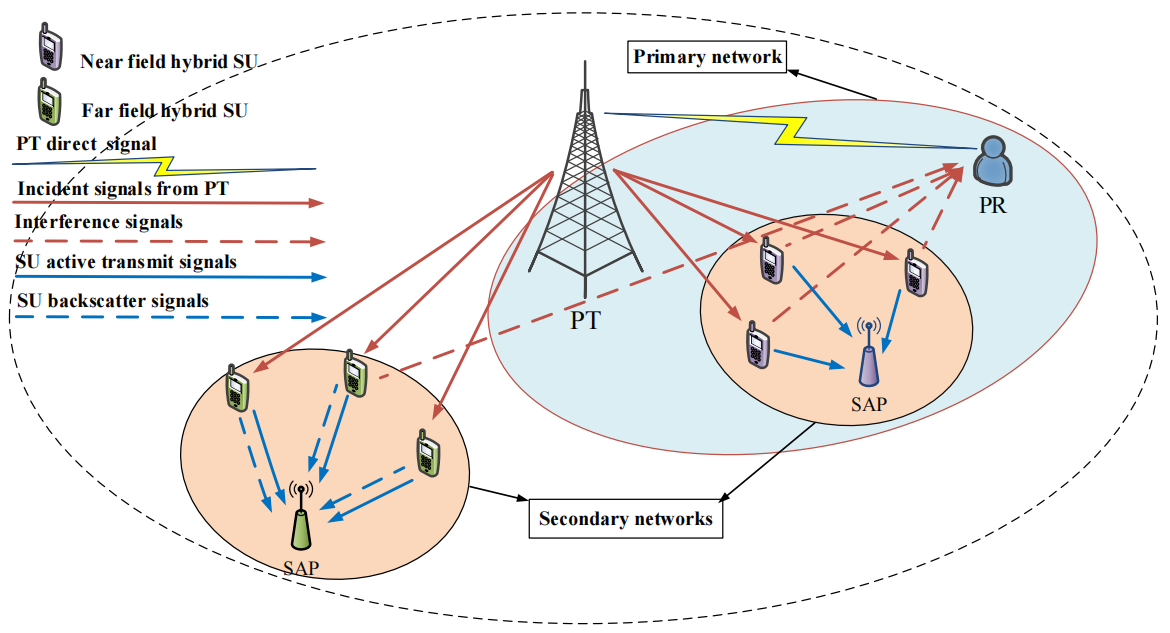 Near field hybrid SU
Far field hybrid SU
PT direct signal
Incident signals from PT
Interference signals
SU active transmit signals
SU backscatter signals
Primary network
PR
PT
SAP
SAP
Secondary networks